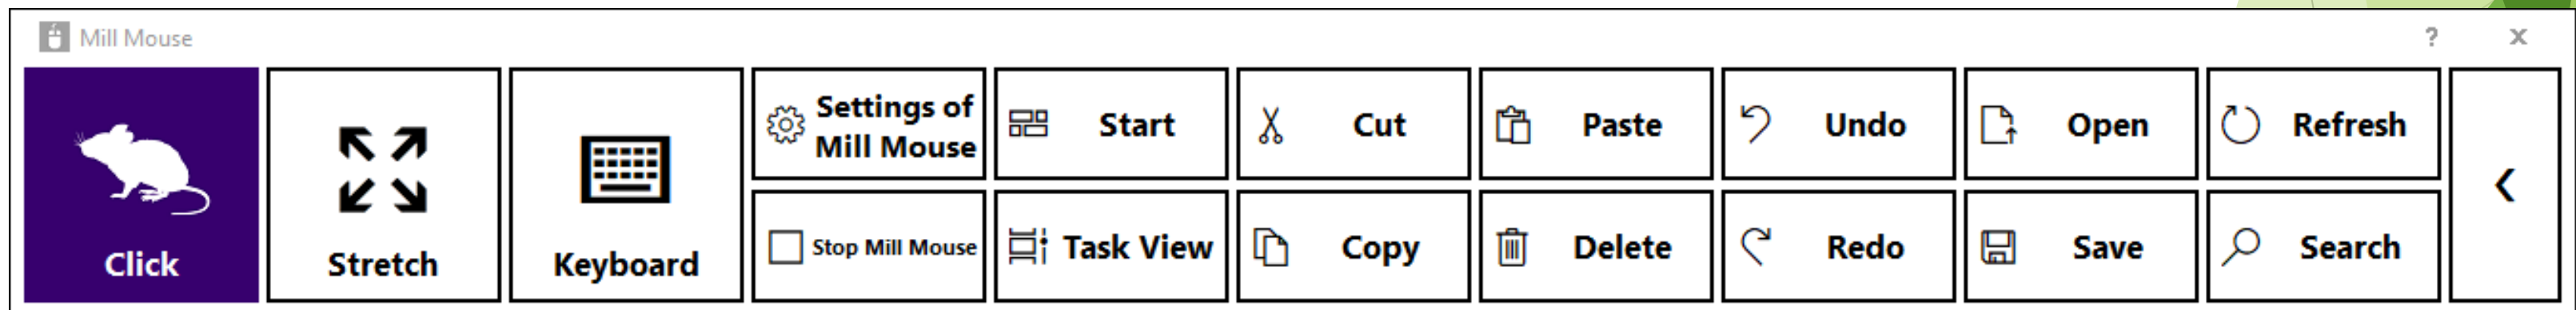 Mill Mouse
? x
Click
Stretch
Keyboard
Settings of
Mill Mouse
Stop Mill Mouse
Start
Task View
Cut
Copy
Paste
Delete
Undo
Redo
Open
Save
Refresh
Search